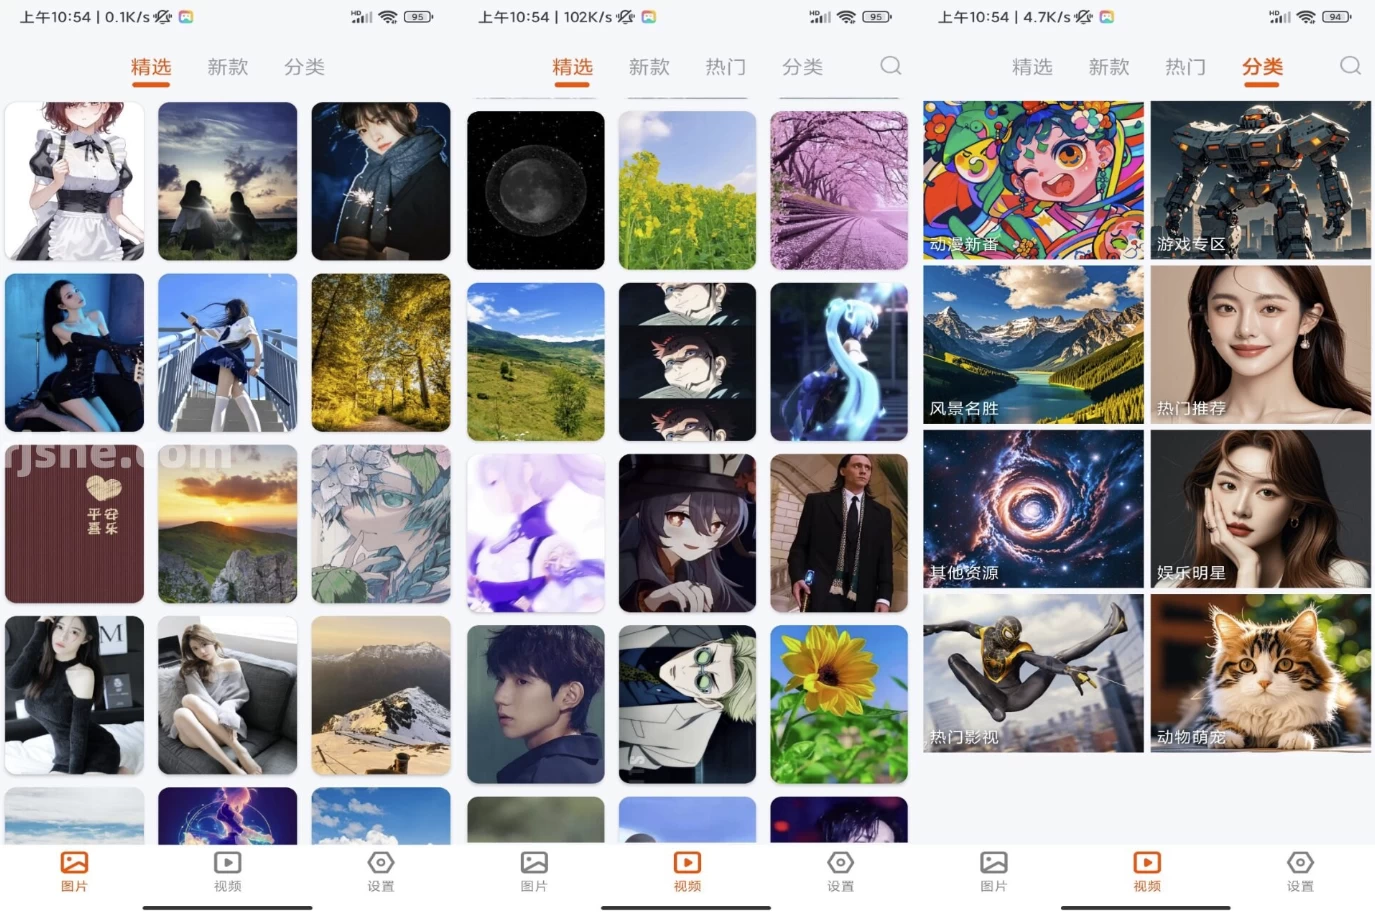 上午10:54 | 0.1K/s
HD
95
上午10:54 | 102K/s
HD
95
上午10:54 | 4.7K/s
HD
94
精选 新款 分类
精选 新款 热门 分类
精选 新款 热门 分类
动漫新番
游戏专区
风景名胜
热门推荐
rjshe.com
平安
喜乐
其他资源
娱乐明星
M
热门影视
动物萌宠
图片 视频 设置
图片 视频 设置
图片 视频 设置